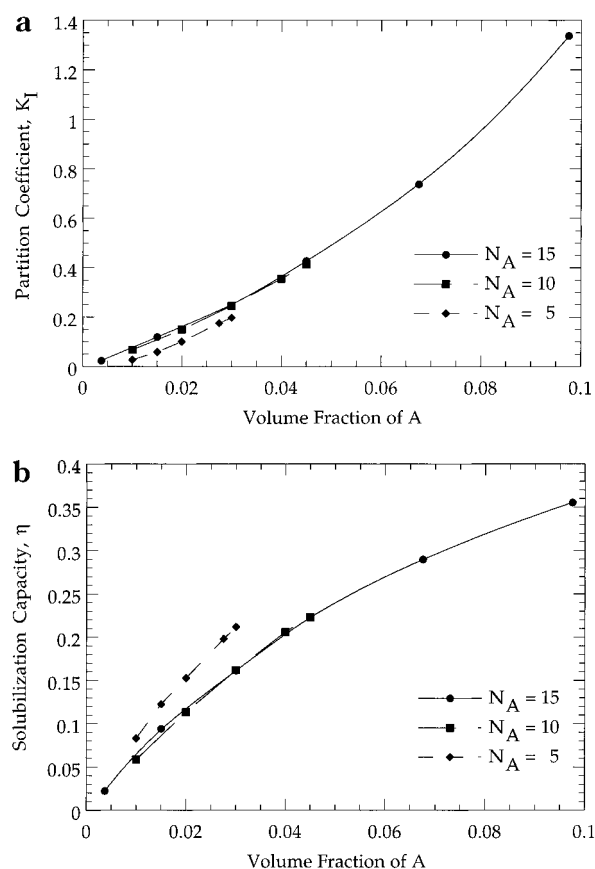 a
1.4
1.2
1
0.8
0.6
0.4
0.2
0
Partition Coefficient, K_I
N_A = 15
N_A = 10
N_A = 5
0 0.02 0.04 0.06 0.08 0.1
Volume Fraction of A
b
0.4
0.35
0.3
0.25
0.2
0.15
0.1
0.05
0
Solubilization Capacity, η
N_A = 15
N_A = 10
N_A = 5
0 0.02 0.04 0.06 0.08 0.1
Volume Fraction of A